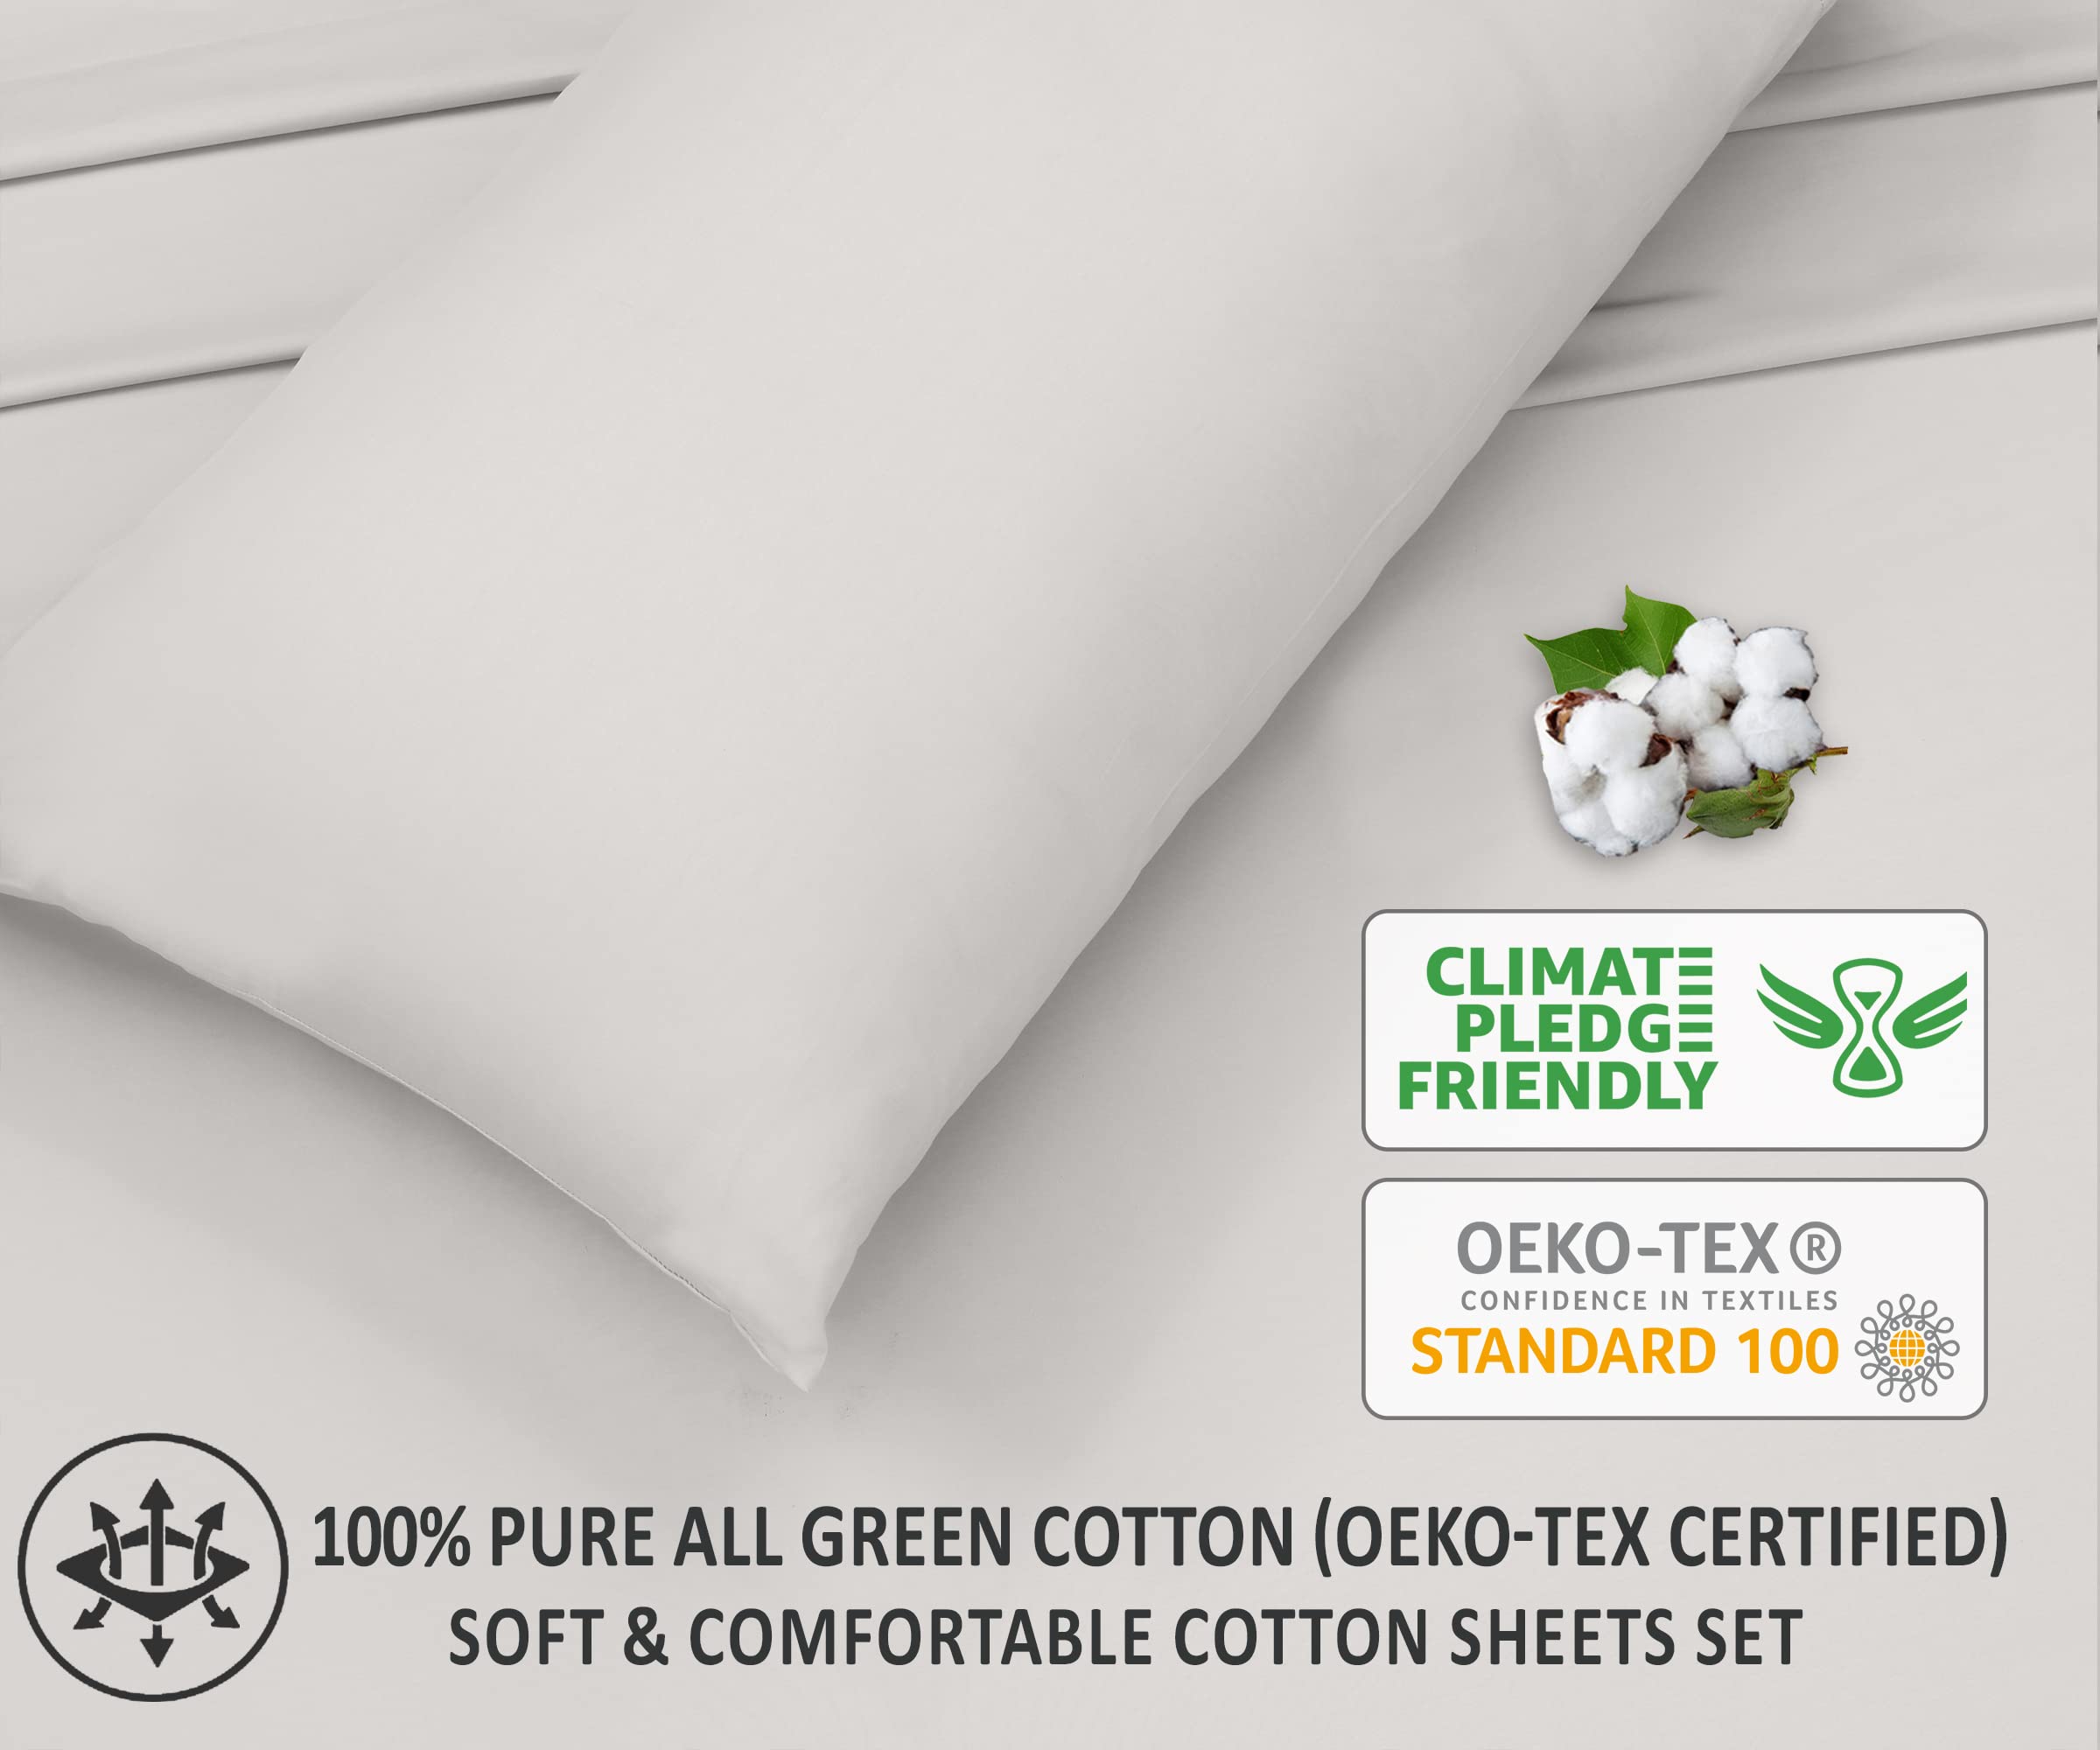 CLIMATE
PLEDGE
FRIENDLY
OEKO-TEX®
CONFIDENCE IN TEXTILES
STANDARD 100
100% PURE ALL GREEN COTTON (OEKO-TEX CERTIFIED)
SOFT & COMFORTABLE COTTON SHEETS SET